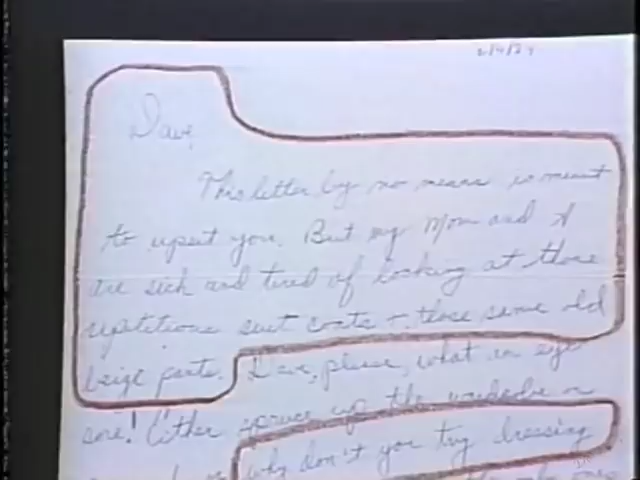 Dave,
This letter by no means is meant
to upset you. But my Mom and I
are sick and tired of looking at those
repetitious suit coats + those same old
beige pants. Dave, please, what an eye
sore! Either spruce up the wardrobe or
why don't you try dressing